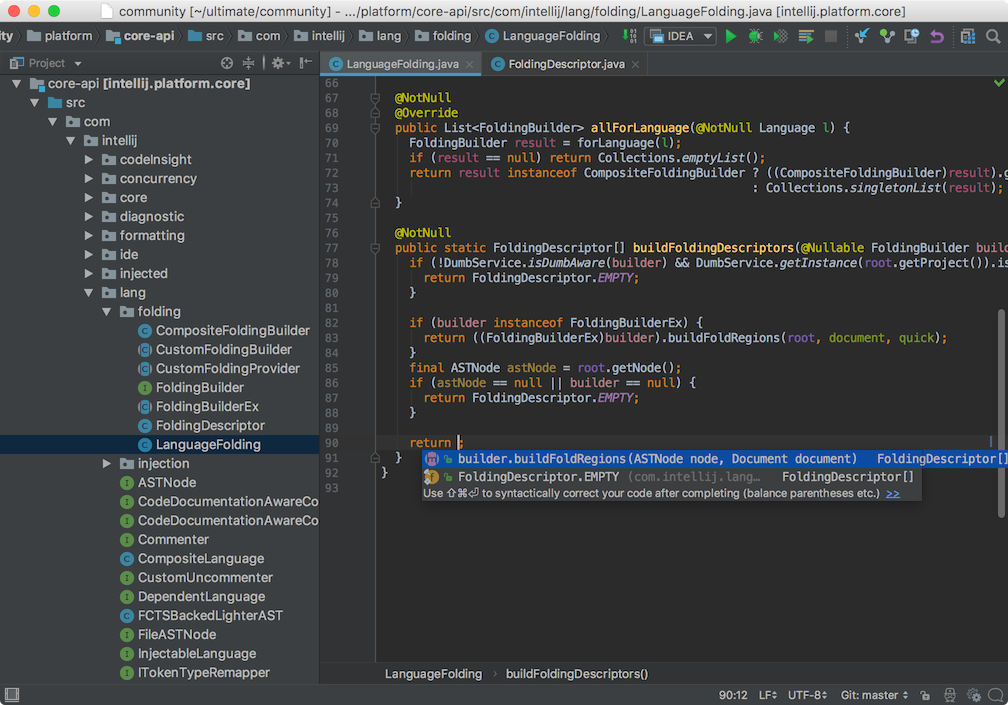 community [~/ultimate/community] - .../platform/core-api/src/com/intellij/lang/folding/LanguageFolding.java [intellij.platform.core]
ty platform core-api src com intellij lang folding LanguageFolding IDEA
Project
LanguageFolding.java FoldingDescriptor.java
core-api [intellij.platform.core]
src
com
intellij
codeInsight
concurrency
core
diagnostic
formatting
ide
injected
lang
folding
CompositeFoldingBuilder
CustomFoldingBuilder
CustomFoldingProvider
FoldingBuilder
FoldingBuilderEx
FoldingDescriptor
LanguageFolding
injection
ASTNode
CodeDocumentationAwareCo
CodeDocumentationAwareCo
Commenter
CompositeLanguage
CustomUncommenter
DependentLanguage
FCTSBackedLighterAST
FileASTNode
InjectableLanguage
ITokenTypeRemapper
66
67 @NotNull
68 @Override
69 public List<FoldingBuilder> allForLanguage(@NotNull Language l) {
70 FoldingBuilder result = forLanguage(l);
71 if (result == null) return Collections.emptyList();
72 return result instanceof CompositeFoldingBuilder ? ((CompositeFoldingBuilder)result).g
73 : Collections.singletonList(result);
74 }
75
76 @NotNull
77 public static FoldingDescriptor[] buildFoldingDescriptors(@Nullable FoldingBuilder buil
78 if (!DumbService.isDumbAware(builder) && DumbService.getInstance(root.getProject()).is
79 return FoldingDescriptor.EMPTY;
80 }
81
82 if (builder instanceof FoldingBuilderEx) {
83 return ((FoldingBuilderEx)builder).buildFoldRegions(root, document, quick);
84 }
85 final ASTNode astNode = root.getNode();
86 if (astNode == null || builder == null) {
87 return FoldingDescriptor.EMPTY;
88 }
89
90 return ;
91 }
92 }
93
builder.buildFoldRegions(ASTNode node, Document document) FoldingDescriptor[]
FoldingDescriptor.EMPTY (com.intellij.lang… FoldingDescriptor[]
Use ⇧⌘⏎ to syntactically correct your code after completing (balance parentheses etc.) >>
LanguageFolding › buildFoldingDescriptors()
90:12 LF UTF-8 Git: master